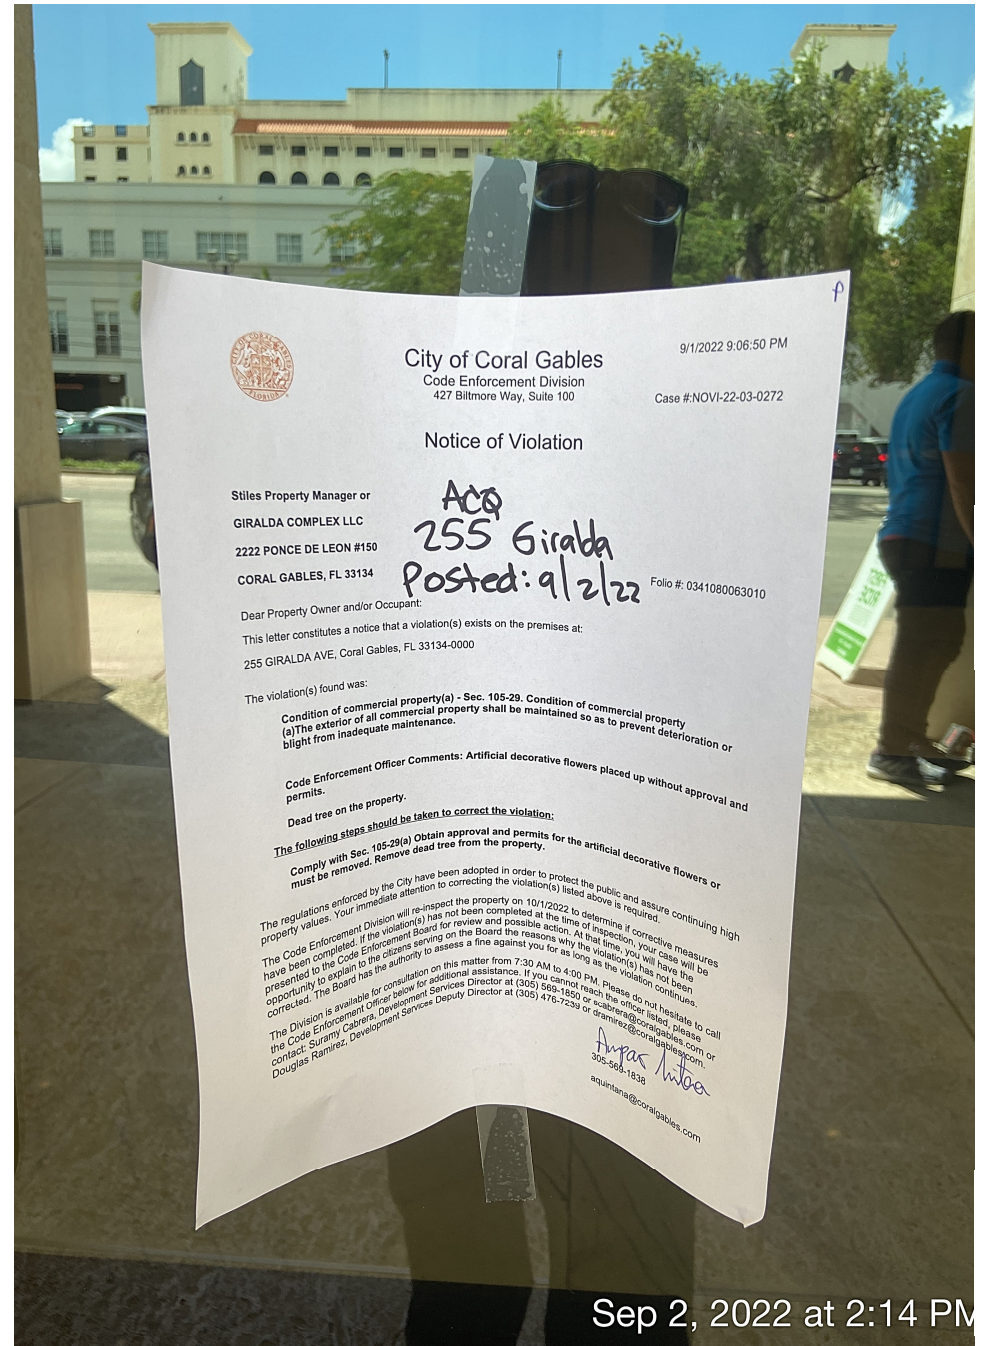 P
9/1/2022 9:06:50 PM
CITY OF CORAL GABLES
FLORIDA
City of Coral Gables
Code Enforcement Division
427 Biltmore Way, Suite 100
Case #:NOVI-22-03-0272
Notice of Violation
Stiles Property Manager or
GIRALDA COMPLEX LLC
2222 PONCE DE LEON #150
CORAL GABLES, FL 33134
ACQ
255 Giralda
Posted: 9/2/22
Folio #: 0341080063010
Dear Property Owner and/or Occupant:
This letter constitutes a notice that a violation(s) exists on the premises at:
255 GIRALDA AVE, Coral Gables, FL 33134-0000
The violation(s) found was:
Condition of commercial property(a) - Sec. 105-29. Condition of commercial property
(a)The exterior of all commercial property shall be maintained so as to prevent deterioration or
blight from inadequate maintenance.
Code Enforcement Officer Comments: Artificial decorative flowers placed up without approval and
permits.
Dead tree on the property.
The following steps should be taken to correct the violation:
Comply with Sec. 105-29(a) Obtain approval and permits for the artificial decorative flowers or
must be removed. Remove dead tree from the property.
The regulations enforced by the City have been adopted in order to protect the public and assure continuing high
property values. Your immediate attention to correcting the violation(s) listed above is required.
The Code Enforcement Division will re-inspect the property on 10/1/2022 to determine if corrective measures
have been completed. If the violation(s) has not been completed at the time of inspection, your case will be
presented to the Code Enforcement Board for review and possible action. At that time, you will have the
opportunity to explain to the citizens serving on the Board the reasons why the violation(s) has not been
corrected. The Board has the authority to assess a fine against you for as long as the violation continues.
The Division is available for consultation on this matter from 7:30 AM to 4:00 PM. Please do not hesitate to call
the Code Enforcement Officer below for additional assistance. If you cannot reach the officer listed, please
contact: Suramy Cabrera, Development Services Director at (305) 569-1850 or scabrera@coralgables.com or
Douglas Ramirez, Development Services Deputy Director at (305) 476-7239 or dramirez@coralgables.com.
305-569-1838
aquintana@coralgables.com
Sep 2, 2022 at 2:14 PM